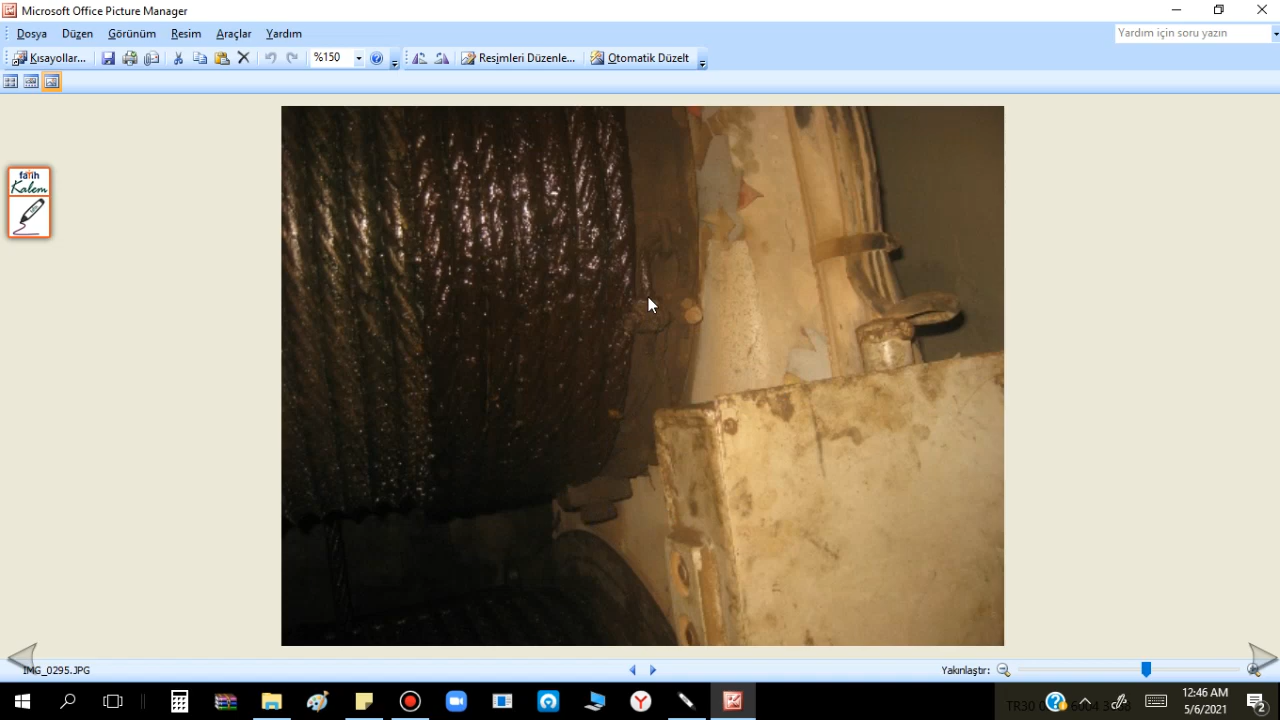 Microsoft Office Picture Manager
Dosya Düzen Görünüm Resim Araçlar Yardım
Yardım için soru yazın
Kısayollar... %150 Resimleri Düzenle... Otomatik Düzelt
fatih
Kalem
IMG_0295.JPG
Yakınlaştır:
12:46 AM
5/6/2021
2